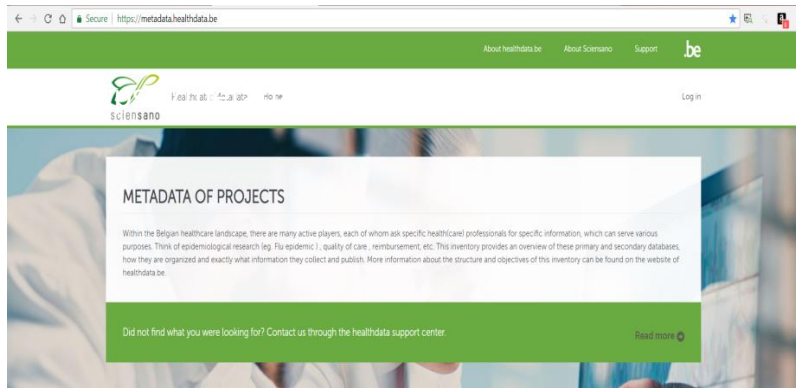 Secure | https://metadata.healthdata.be
About healthdata.be About Sciensano Support .be
sciensano
Log in
METADATA OF PROJECTS
Within the Belgian healthcare landscape, there are many active players, each of whom ask specific health(care) professionals for specific information, which can serve various
purposes. Think of epidemiological research (eg. Flu epidemic ) , quality of care , reimbursement, etc. This inventory provides an overview of these primary and secondary databases,
how they are organized and exactly what information they collect and publish. More information about the structure and objectives of this inventory can be found on the website of
healthdata.be.
Did not find what you were looking for? Contact us through the healthdata support center.
Read more